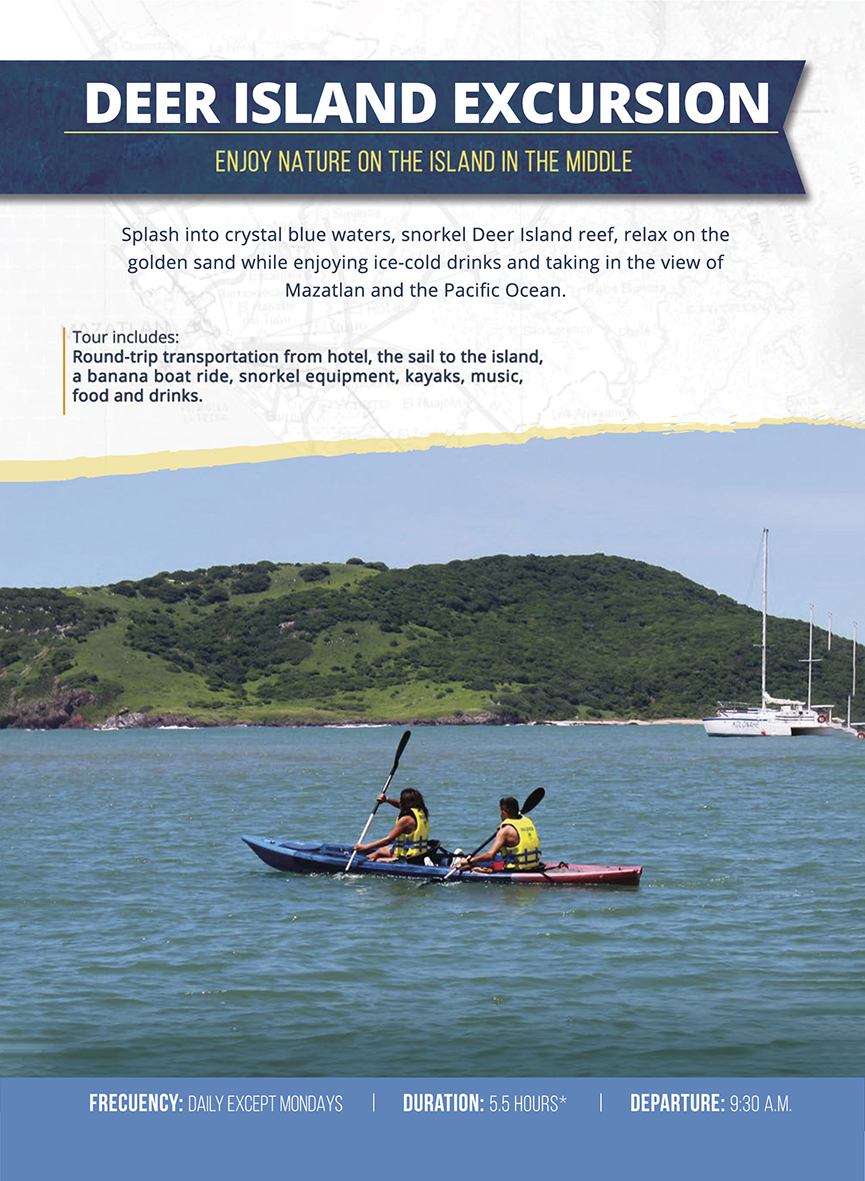 DEER ISLAND EXCURSION
ENJOY NATURE ON THE ISLAND IN THE MIDDLE
Splash into crystal blue waters, snorkel Deer Island reef, relax on the
golden sand while enjoying ice-cold drinks and taking in the view of
Mazatlan and the Pacific Ocean.
Tour includes:
Round-trip transportation from hotel, the sail to the island,
a banana boat ride, snorkel equipment, kayaks, music,
food and drinks.
FRECUENCY: DAILY EXCEPT MONDAYS | DURATION: 5.5 HOURS* | DEPARTURE: 9:30 A.M.